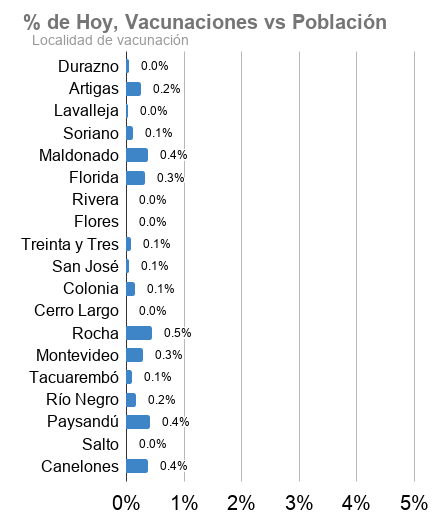 % de Hoy, Vacunaciones vs Población
Localidad de vacunación
Durazno 0.0%
Artigas 0.2%
Lavalleja 0.0%
Soriano 0.1%
Maldonado 0.4%
Florida 0.3%
Rivera 0.0%
Flores 0.0%
Treinta y Tres 0.1%
San José 0.1%
Colonia 0.1%
Cerro Largo 0.0%
Rocha 0.5%
Montevideo 0.3%
Tacuarembó 0.1%
Río Negro 0.2%
Paysandú 0.4%
Salto 0.0%
Canelones 0.4%
0% 1% 2% 3% 4% 5%